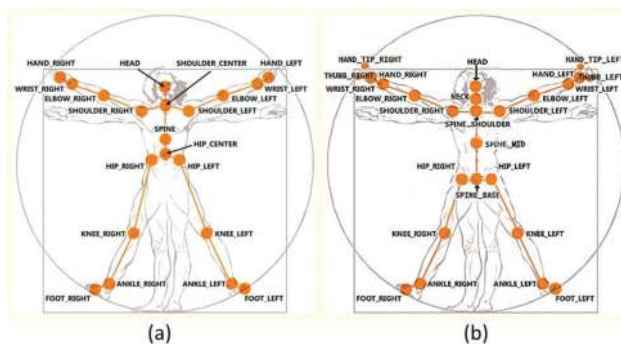 HAND_RIGHT
HEAD
SHOULDER_CENTER
HAND_LEFT
WRIST_RIGHT
WRIST_LEFT
ELBOW_RIGHT
ELBOW_LEFT
SHOULDER_RIGHT
SHOULDER_LEFT
SPINE
HIP_CENTER
HIP_RIGHT
HIP_LEFT
KNEE_RIGHT
KNEE_LEFT
ANKLE_RIGHT
ANKLE_LEFT
FOOT_RIGHT
FOOT_LEFT
(a)
HAND_TIP_RIGHT
HEAD
HAND_TIP_LEFT
THUMB_RIGHT
HAND_RIGHT
HAND_LEFT
THUMB_LEFT
WRIST_RIGHT
WRIST_LEFT
ELBOW_RIGHT
NECK
ELBOW_LEFT
SHOULDER_RIGHT
SHOULDER_LEFT
SPINE_SHOULDER
SPINE_MID
HIP_RIGHT
HIP_LEFT
SPINE_BASE
KNEE_RIGHT
KNEE_LEFT
ANKLE_RIGHT
ANKLE_LEFT
FOOT_RIGHT
FOOT_LEFT
(b)